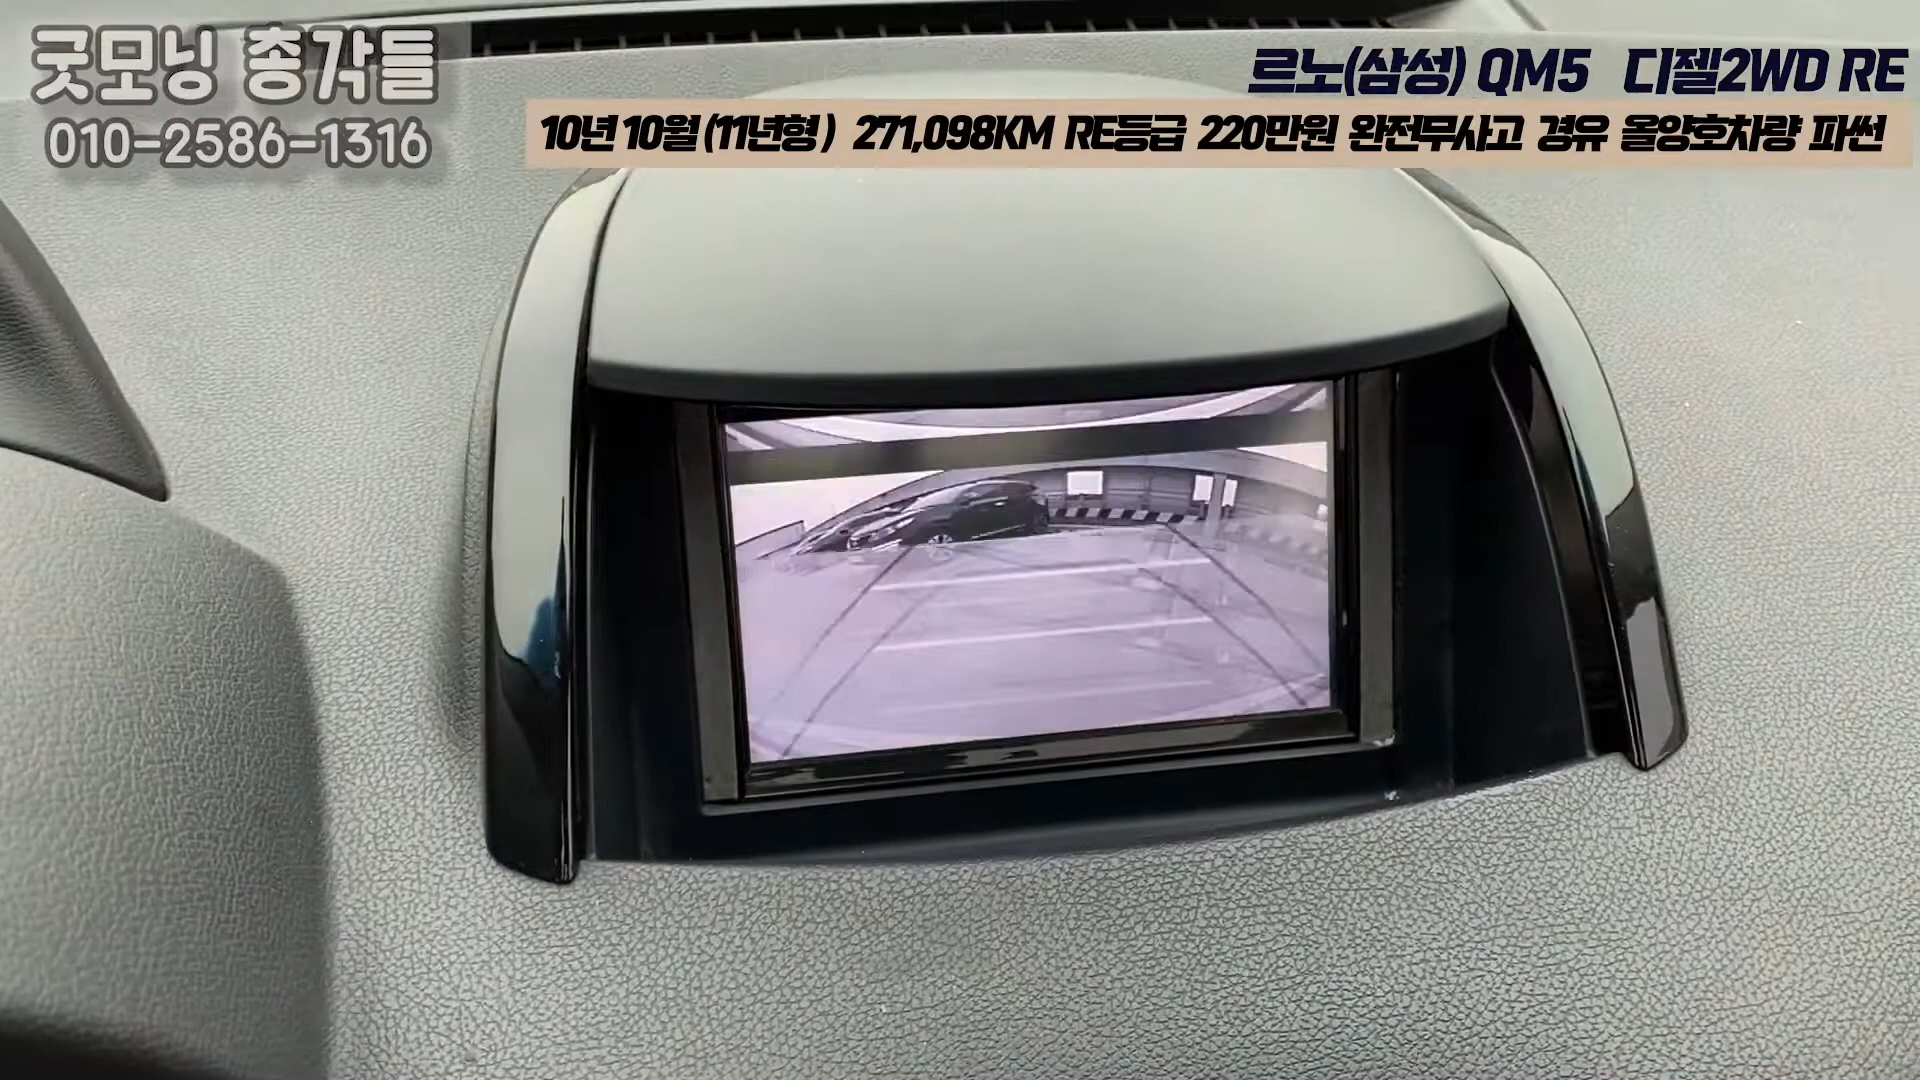 굿모닝 총각들
010-2586-1316
르노(삼성) QM5 디젤2WD RE
10년 10월 (11년형) 271,098KM RE등급 220만원 완전무사고 경유 올양호차량 파썬